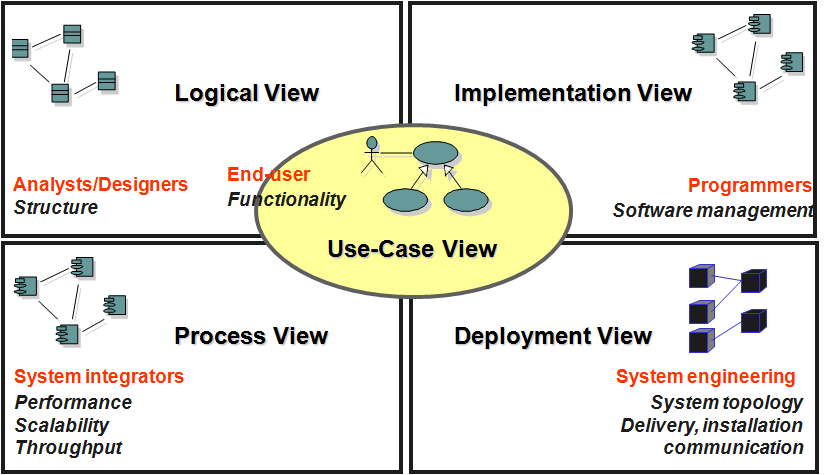 Logical View
Implementation View
Analysts/Designers
Structure
End-user
Functionality
Programmers
Software management
Use-Case View
Process View
Deployment View
System integrators
Performance
Scalability
Throughput
System engineering
System topology
Delivery, installation
communication